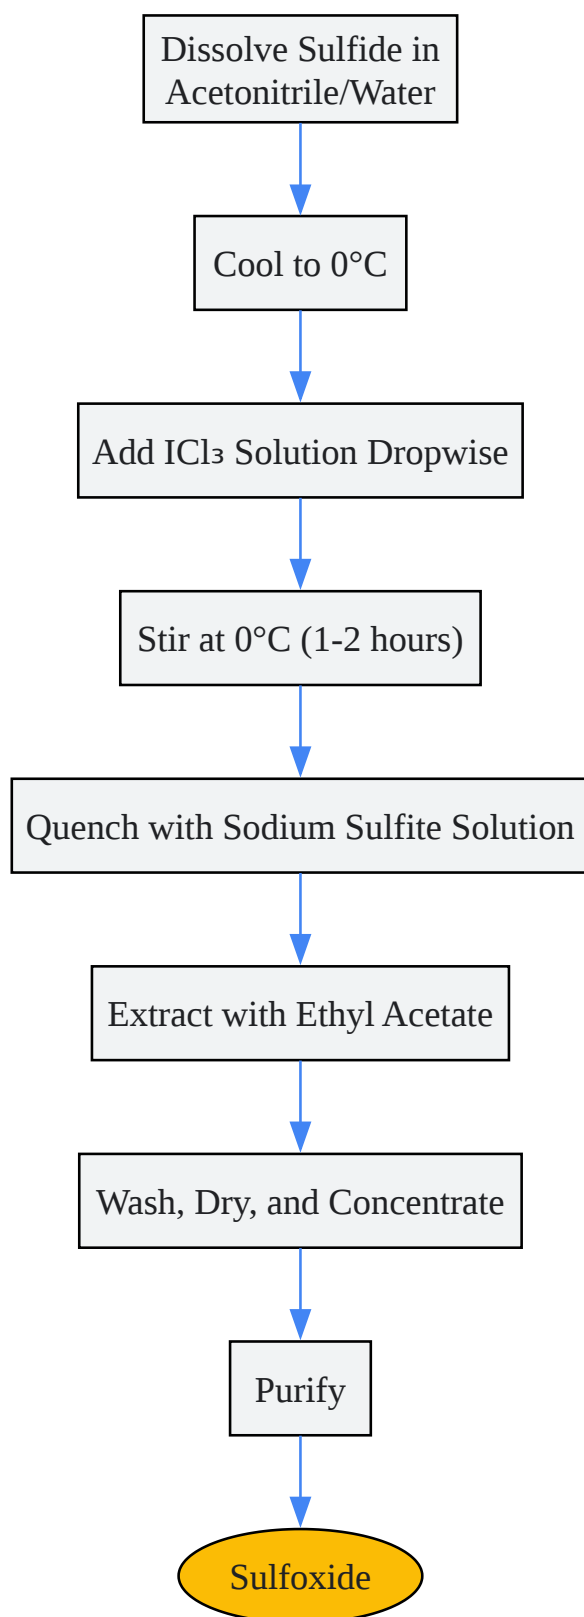 Dissolve Sulfide in
Acetonitrile/Water
Cool to 0°C
Add ICl₃ Solution Dropwise
Stir at 0°C (1-2 hours)
Quench with Sodium Sulfite Solution
Extract with Ethyl Acetate
Wash, Dry, and Concentrate
Purify
Sulfoxide